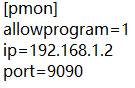 [pmon]
allowprogram=1
ip=192.168.1.2
port=9090